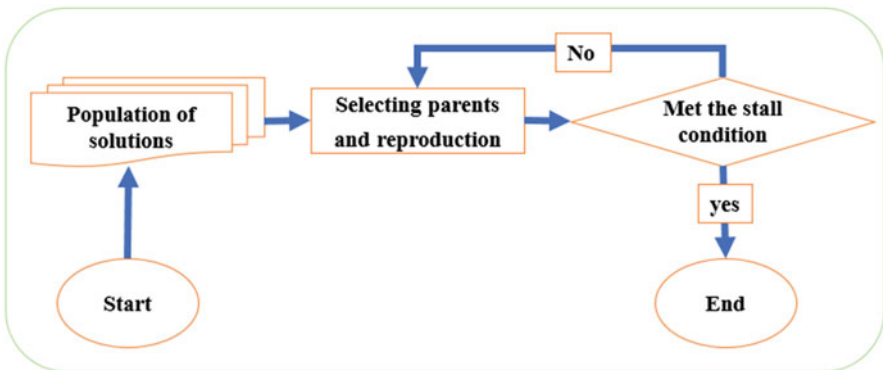 No
Population of
solutions
Selecting parents
and reproduction
Met the stall
condition
yes
Start
End